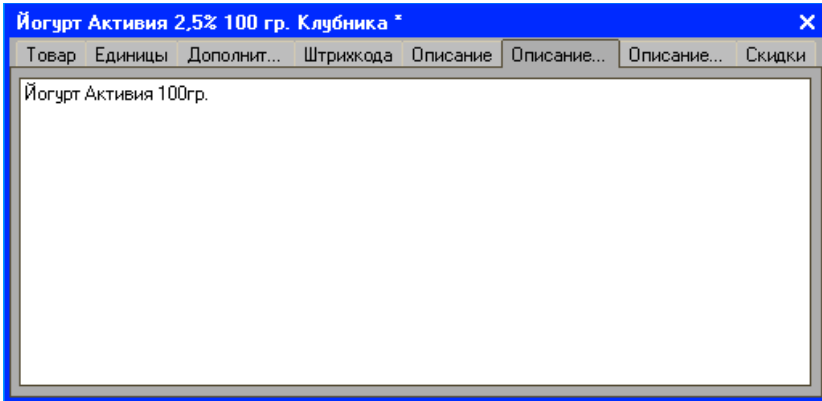 Йогурт Активия 2,5% 100 гр. Клубника *
Товар Единицы Дополнит... Штрихкода Описание Описание... Описание... Скидки
Йогурт Активия 100гр.